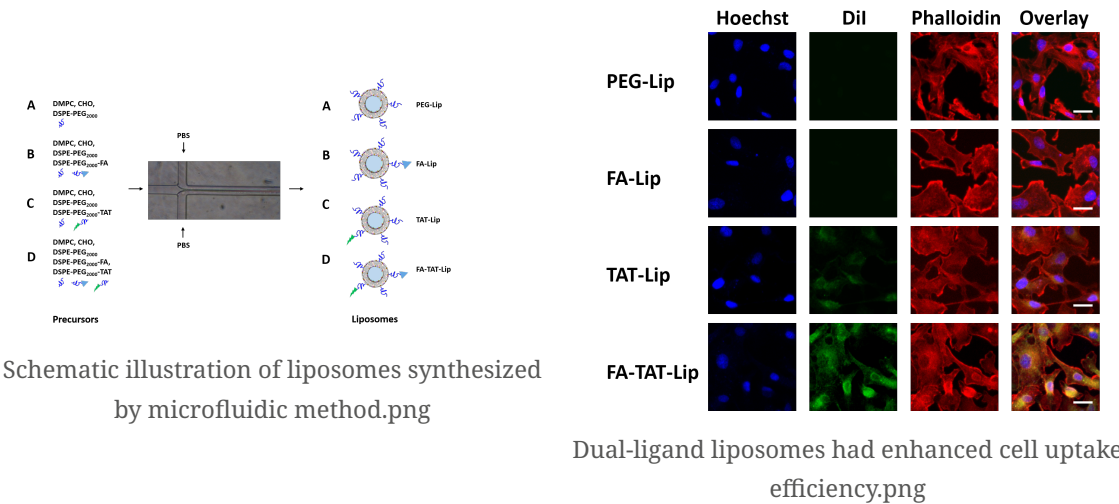 A
DMPC, CHO,
DSPE-PEG2000
B
DMPC, CHO,
DSPE-PEG2000
DSPE-PEG2000-FA
C
DMPC, CHO,
DSPE-PEG2000
DSPE-PEG2000-TAT
D
DMPC, CHO,
DSPE-PEG2000
DSPE-PEG2000-FA,
DSPE-PEG2000-TAT
Precursors
PBS
PBS
A
PEG-Lip
B
FA-Lip
C
TAT-Lip
D
FA-TAT-Lip
Liposomes
Schematic illustration of liposomes synthesized
by microfluidic method.png
Hoechst DiI Phalloidin Overlay
PEG-Lip
FA-Lip
TAT-Lip
FA-TAT-Lip
Dual-ligand liposomes had enhanced cell uptake
efficiency.png